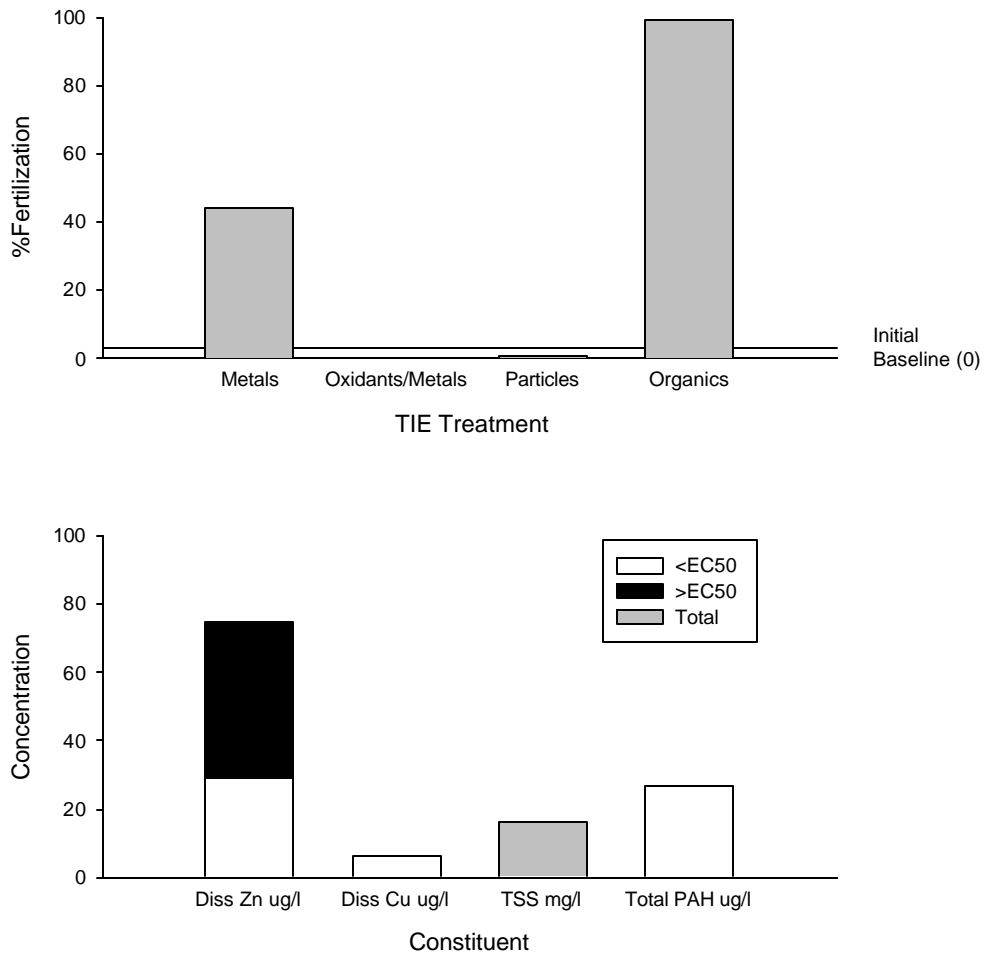 100
80
60
40
20
0
%Fertilization
Initial
Baseline (0)
Metals Oxidants/Metals Particles Organics
TIE Treatment
100
80
60
40
20
0
Concentration
<EC50
>EC50
Total
Diss Zn ug/l Diss Cu ug/l TSS mg/l Total PAH ug/l
Constituent